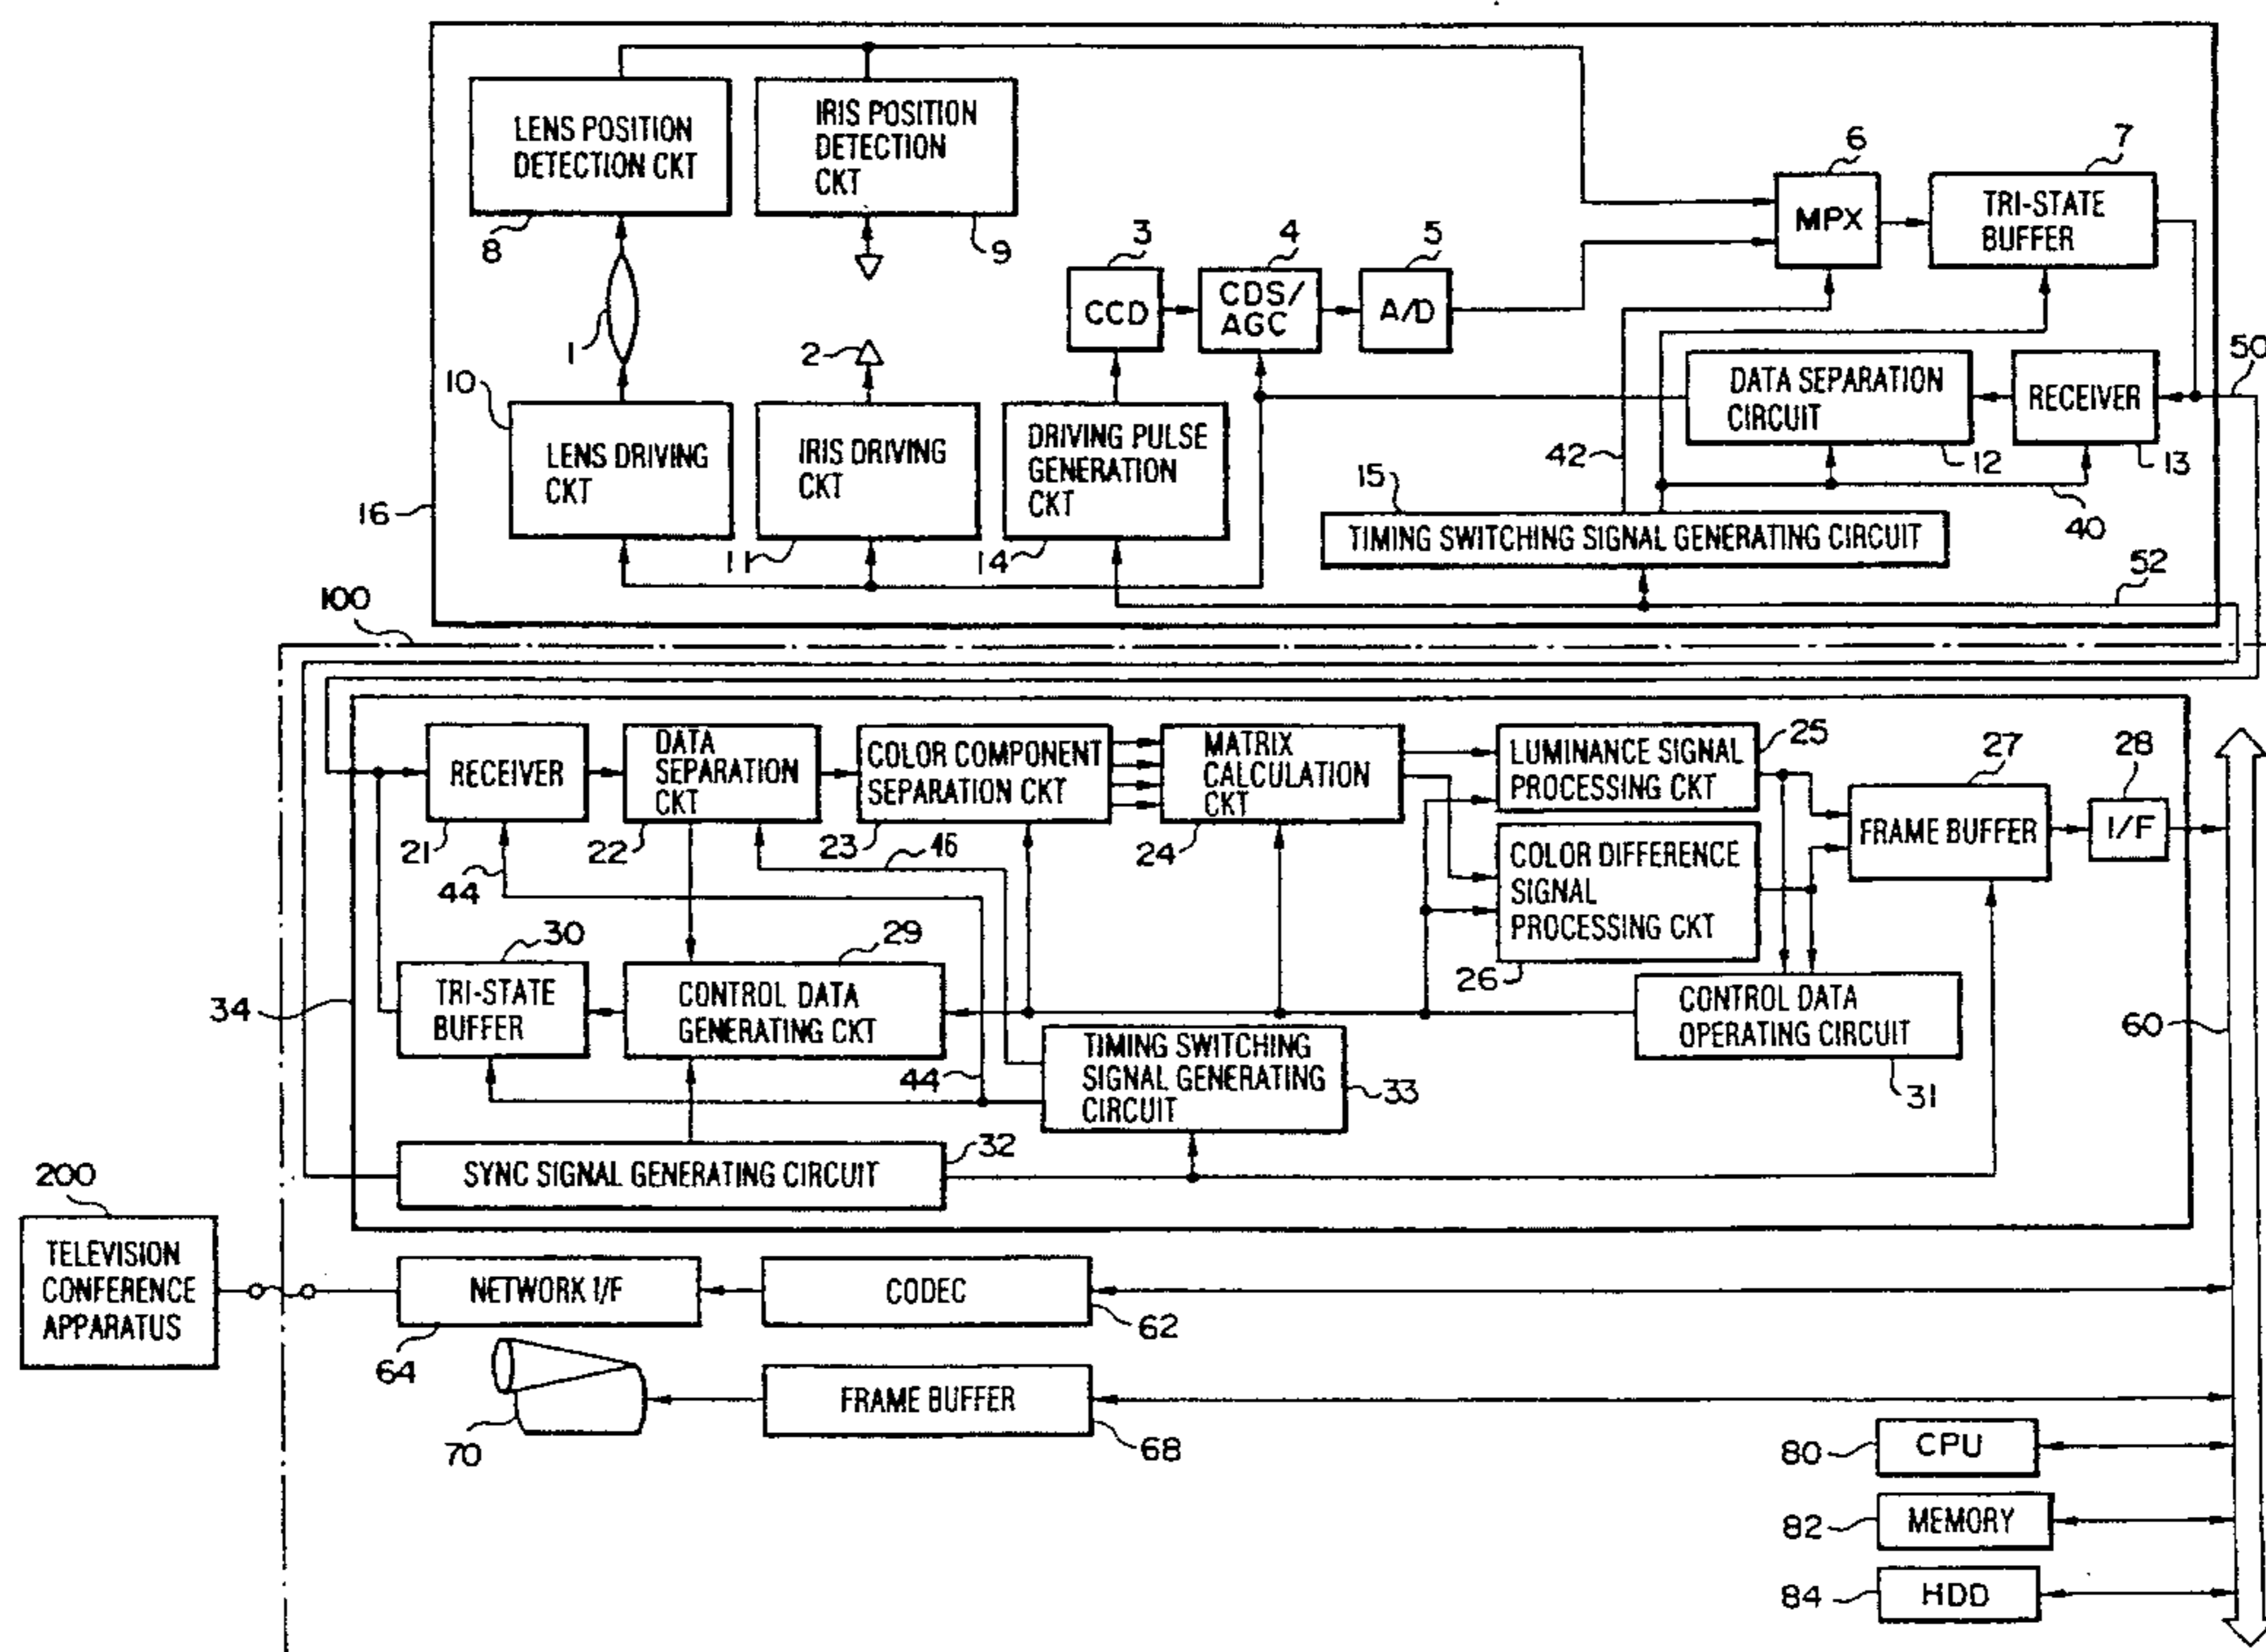 LENS POSITION
DETECTION CKT
8
IRIS POSITION
DETECTION
CKT
9
6
MPX
7
TRI-STATE
BUFFER
3
CCD
4
CDS/
AGC
5
A/D
1
2
50
10
LENS DRIVING
CKT
IRIS DRIVING
CKT
11
DRIVING PULSE
GENERATION
CKT
14
DATA SEPARATION
CIRCUIT
12
RECEIVER
13
42
40
15
TIMING SWITCHING SIGNAL GENERATING CIRCUIT
16
52
100
RECEIVER
21
DATA
SEPARATION
CKT
22
COLOR COMPONENT
SEPARATION CKT
23
MATRIX
CALCULATION
CKT
24
LUMINANCE SIGNAL
PROCESSING CKT
25
COLOR DIFFERENCE
SIGNAL
PROCESSING CKT
26
27
FRAME BUFFER
28
I/F
44
46
30
TRI-STATE
BUFFER
29
CONTROL DATA
GENERATING CKT
44
TIMING SWITCHING
SIGNAL GENERATING
CIRCUIT
33
CONTROL DATA
OPERATING CIRCUIT
31
34
60
SYNC SIGNAL GENERATING CIRCUIT
32
200
TELEVISION
CONFERENCE
APPARATUS
NETWORK I/F
64
CODEC
62
70
FRAME BUFFER
68
80
CPU
82
MEMORY
84
HDD